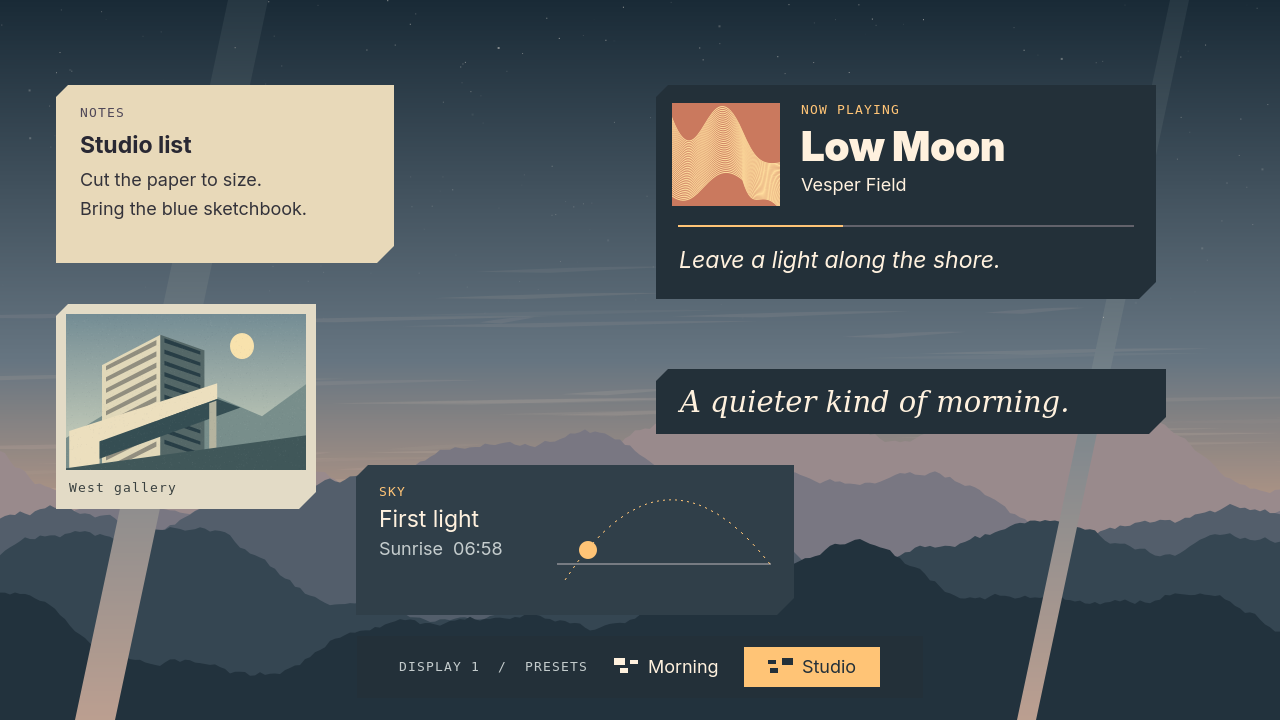 NOTES
Studio list
Cut the paper to size.
Bring the blue sketchbook.
NOW PLAYING
Low Moon
Vesper Field
Leave a light along the shore.
West gallery
A quieter kind of morning.
SKY
First light
Sunrise 06:58
DISPLAY 1 / PRESETS Morning Studio